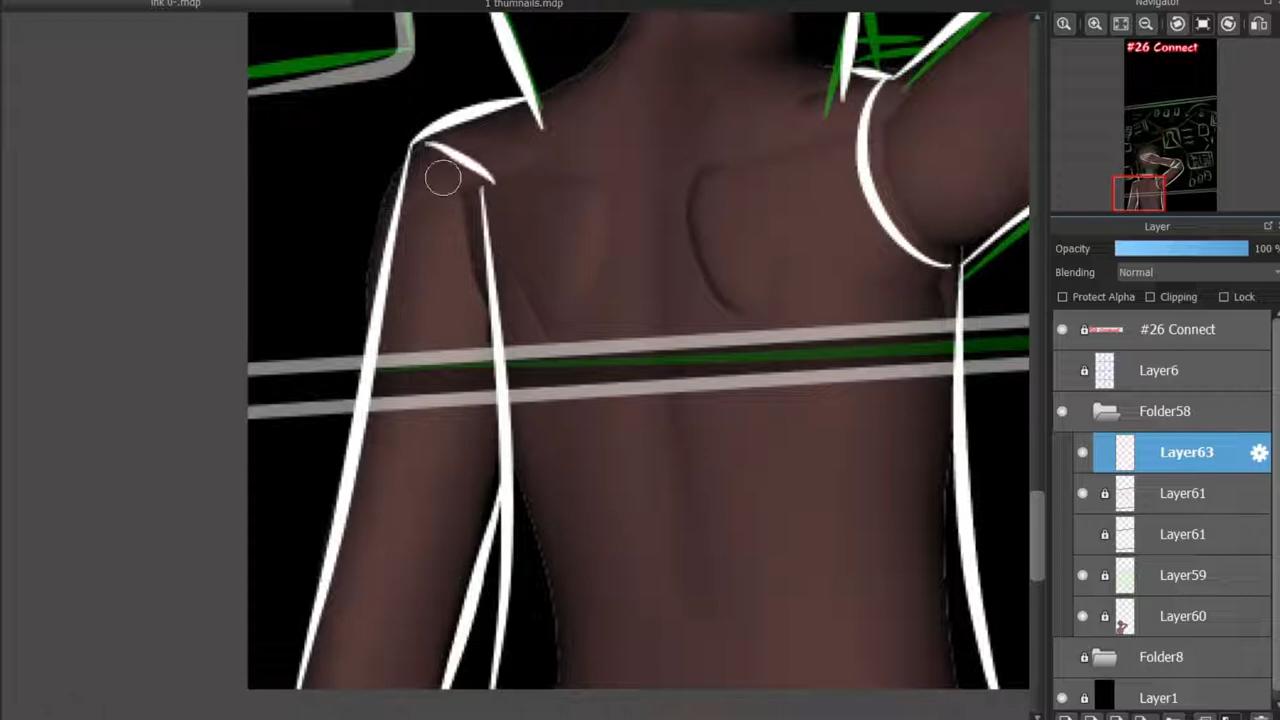 ink 0-.mdp
1 thumnails.mdp
Navigator
#26 Connect
Layer
Opacity 100 %
Blending Normal
Protect Alpha Clipping Lock
#26 Connect
Layer6
Folder58
Layer63
Layer61
Layer61
Layer59
Layer60
Folder8
Layer1